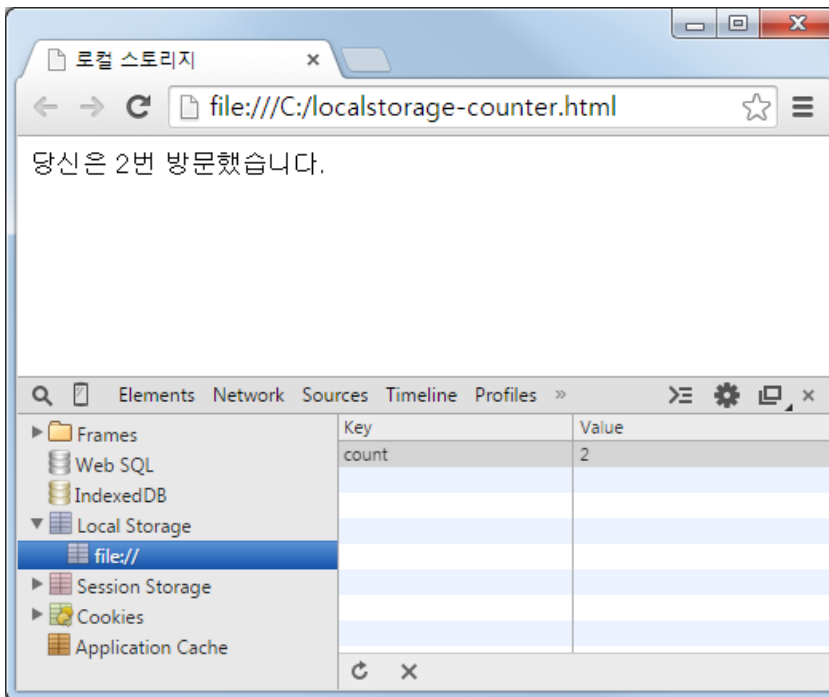 로컬 스토리지
file:///C:/localstorage-counter.html
당신은 2번 방문했습니다.
Elements Network Sources Timeline Profiles »
Frames
Web SQL
IndexedDB
Local Storage
file://
Session Storage
Cookies
Application Cache
Key Value
count 2